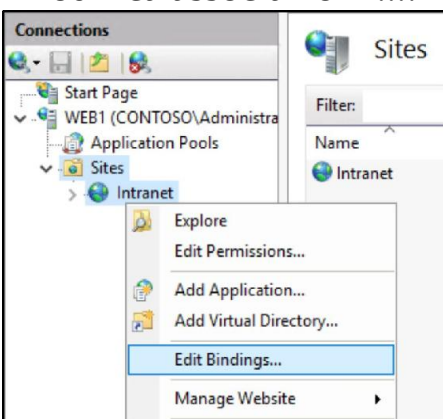 Connections
Start Page
WEB1 (CONTOSO\Administra
Application Pools
Sites
Intranet
Explore
Edit Permissions...
Add Application...
Add Virtual Directory...
Edit Bindings...
Manage Website
Sites
Filter:
Name
Intranet